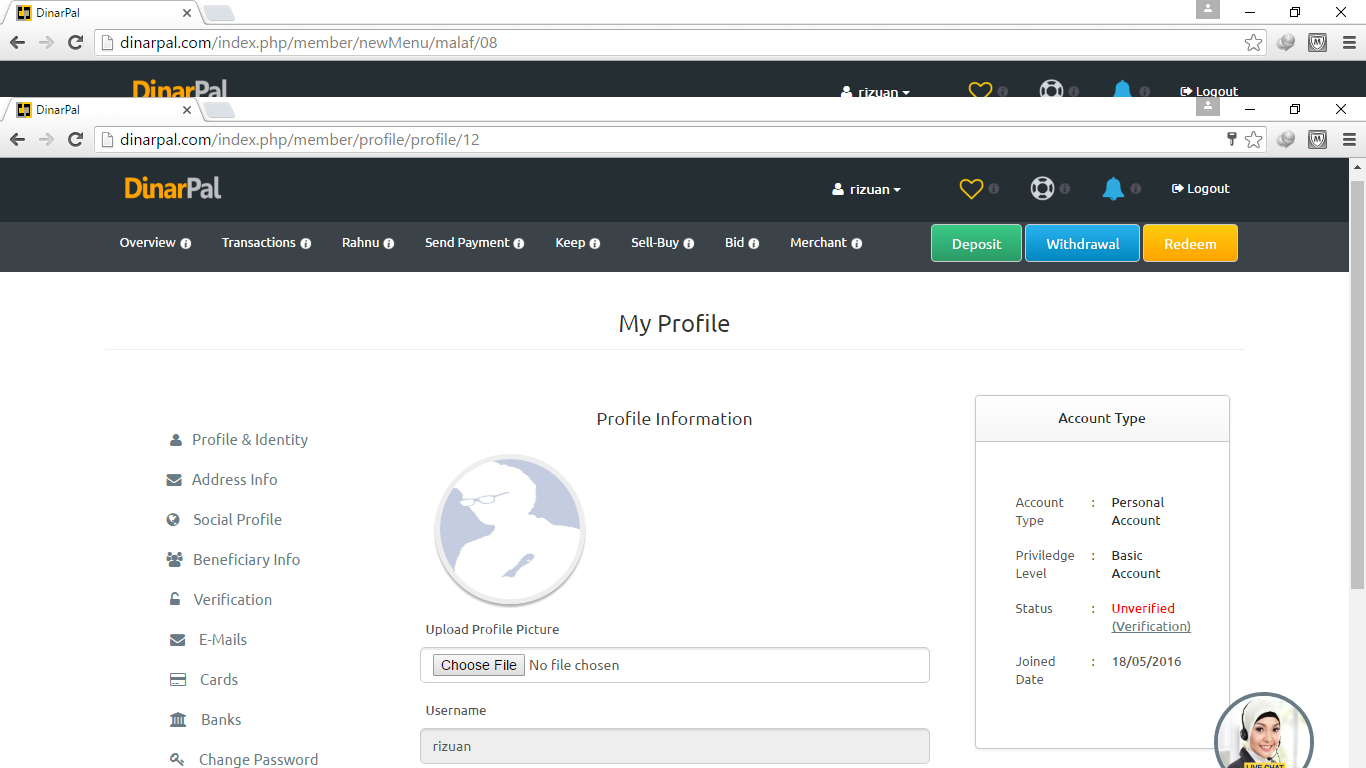 DinarPal
dinarpal.com/index.php/member/newMenu/malaf/08
DinarPal rizuan Logout
DinarPal
dinarpal.com/index.php/member/profile/profile/12
DinarPal rizuan Logout
Overview Transactions Rahnu Send Payment Keep Sell-Buy Bid Merchant Deposit Withdrawal Redeem
My Profile
Profile & Identity
Address Info
Social Profile
Beneficiary Info
Verification
E-Mails
Cards
Banks
Change Password
Profile Information
Upload Profile Picture
Choose File No file chosen
Username
rizuan
Account Type
Account Type : Personal Account
Priviledge Level : Basic Account
Status : Unverified
(Verification)
Joined Date : 18/05/2016
LIVE CHAT